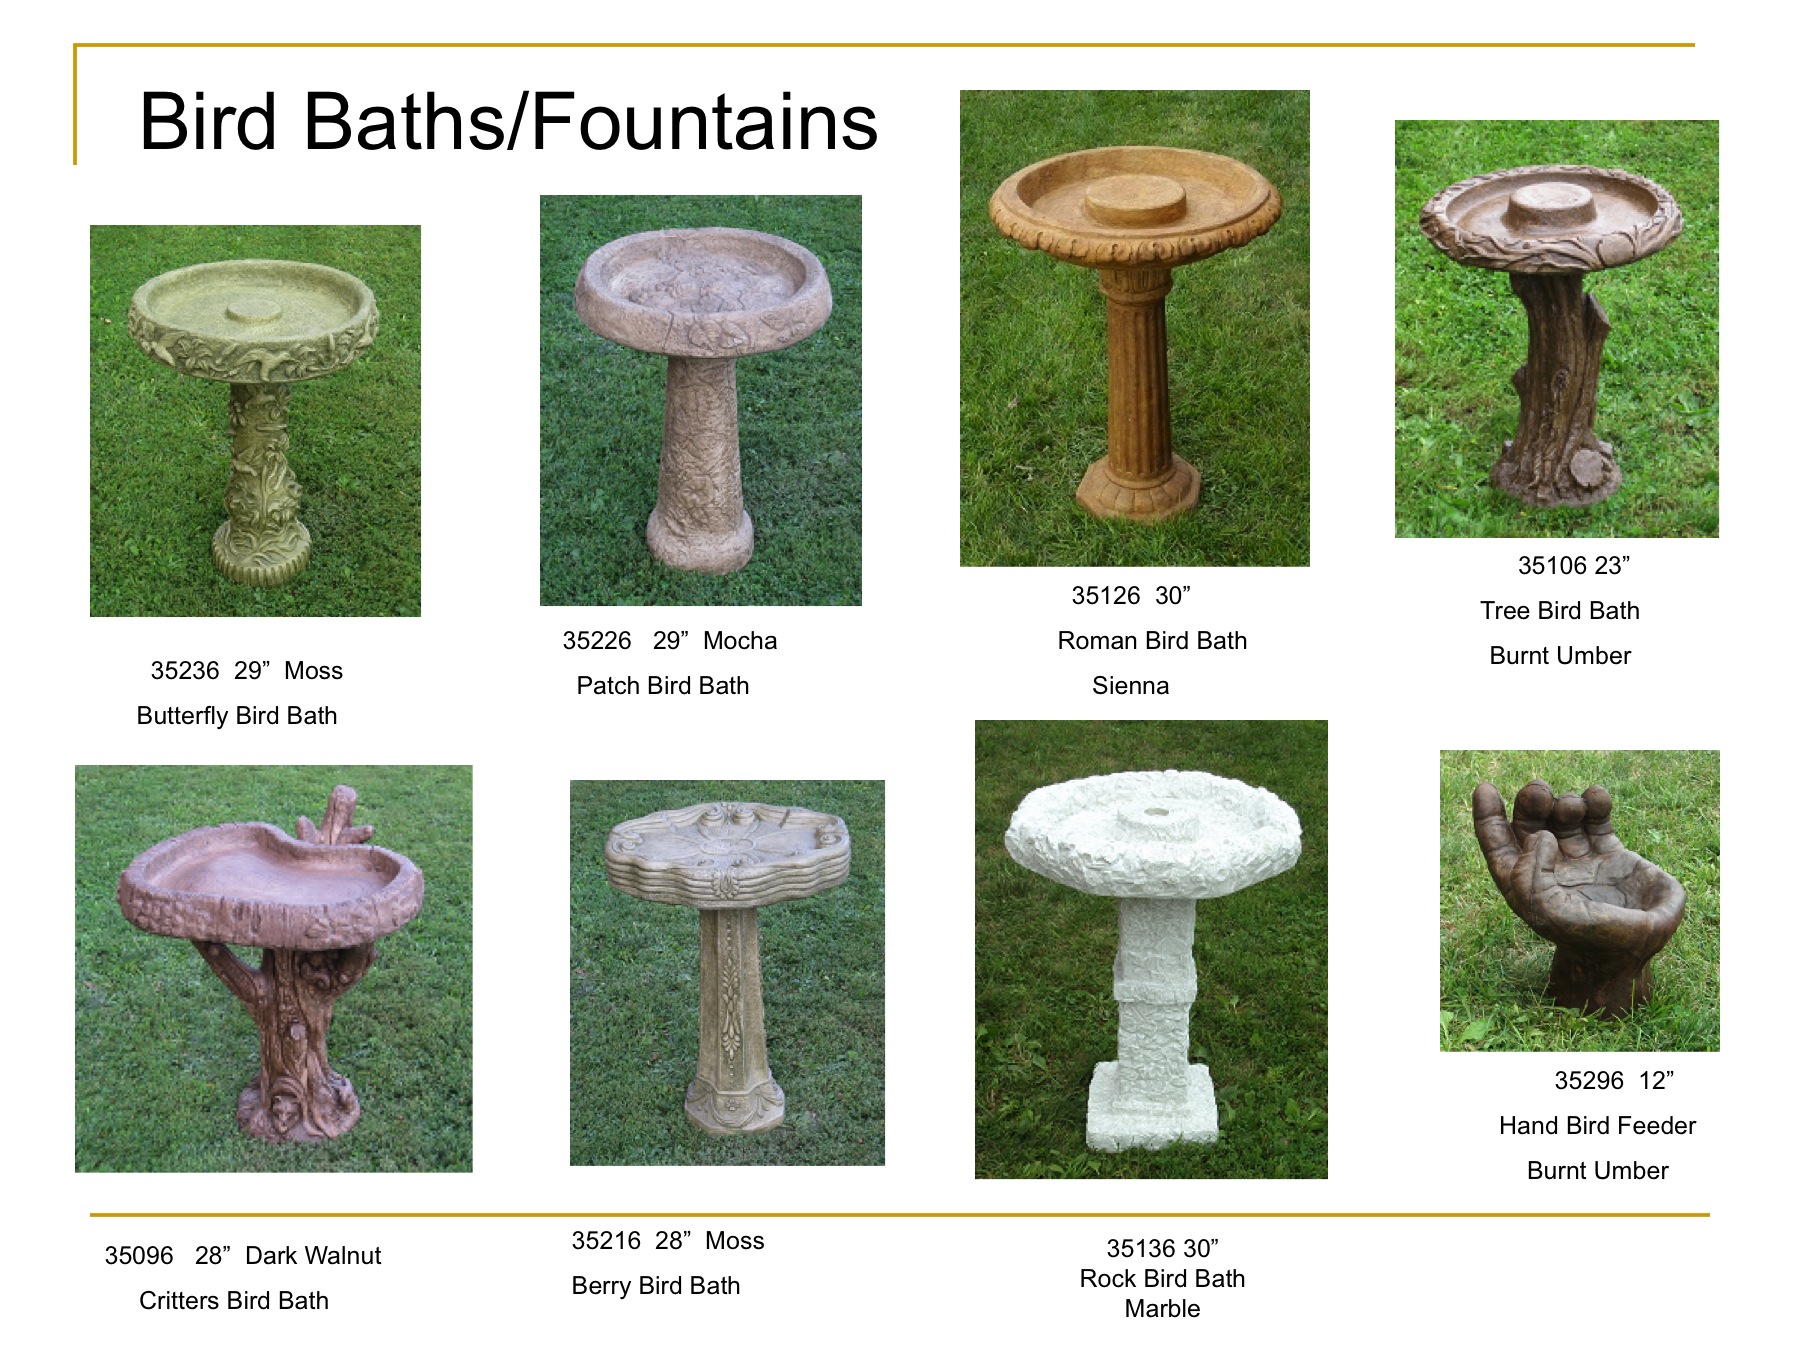 Bird Baths/Fountains
35236  29”  Moss
Butterfly Bird Bath
35226   29”  Mocha
Patch Bird Bath
35126  30”
Roman Bird Bath
Sienna
35106 23”
Tree Bird Bath
Burnt Umber
35096   28”  Dark Walnut
Critters Bird Bath
35216  28”  Moss
Berry Bird Bath
35136 30”
Rock Bird Bath
Marble
35296  12”
Hand Bird Feeder
Burnt Umber